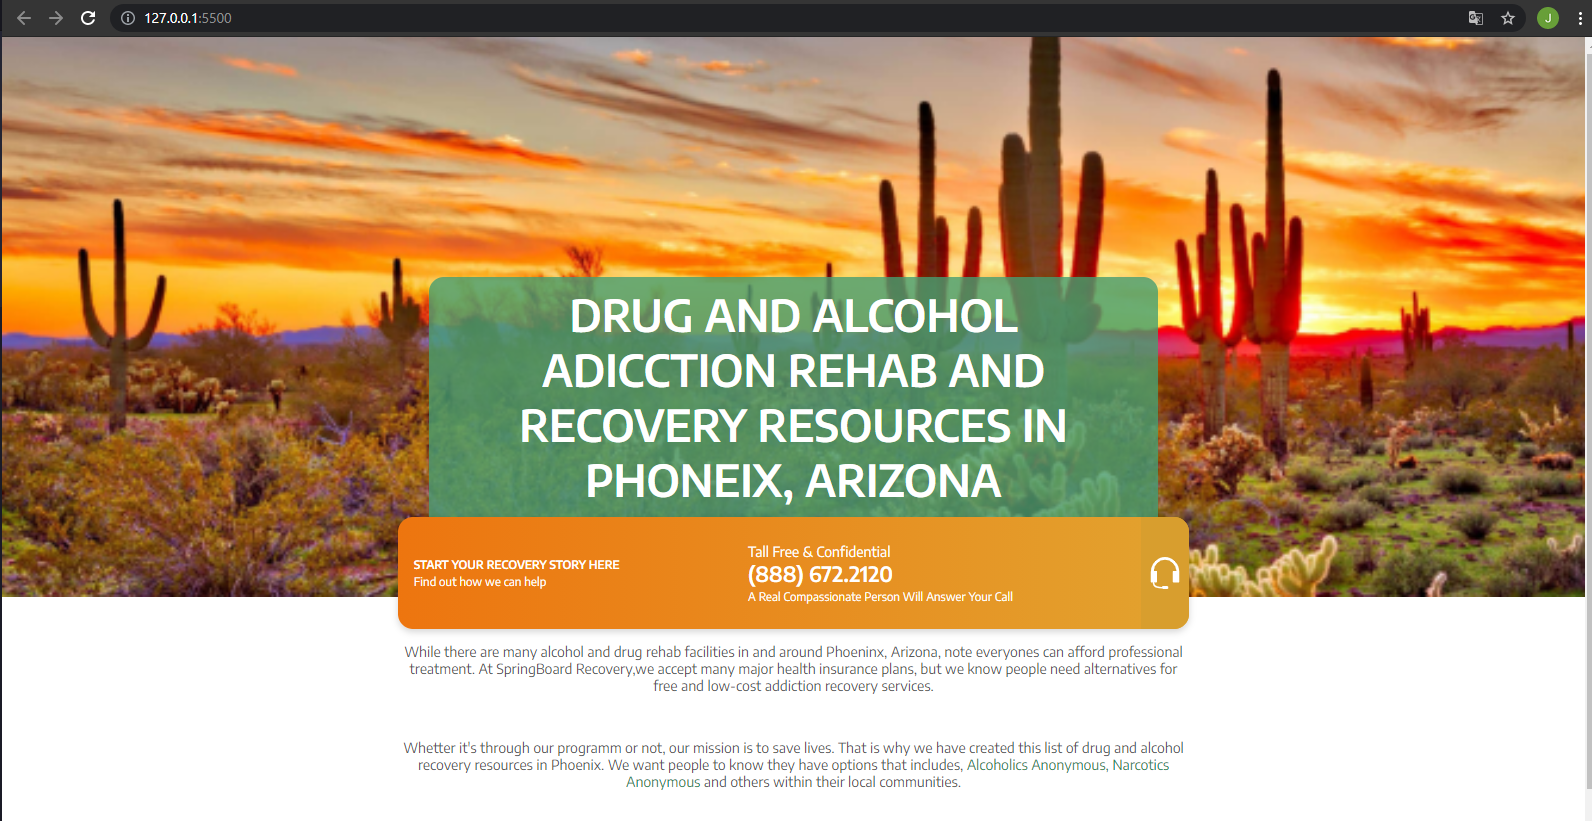 127.0.0.1:5500
J
DRUG AND ALCOHOL
ADICCTION REHAB AND
RECOVERY RESOURCES IN
PHONEIX, ARIZONA
START YOUR RECOVERY STORY HERE
Find out how we can help
Tall Free & Confidential
(888) 672.2120
A Real Compassionate Person Will Answer Your Call
While there are many alcohol and drug rehab facilities in and around Phoeninx, Arizona, note everyones can afford professional
treatment. At SpringBoard Recovery,we accept many major health insurance plans, but we know people need alternatives for
free and low-cost addiction recovery services.
Whetter it's through our programm or not, our mission is to save lives. That is why we have created this list of drug and alcohol
recovery resources in Phoenix. We want people to know they have options that includes, Alcoholics Anonymous, Narcotics
Anonymous and others within their local communities.